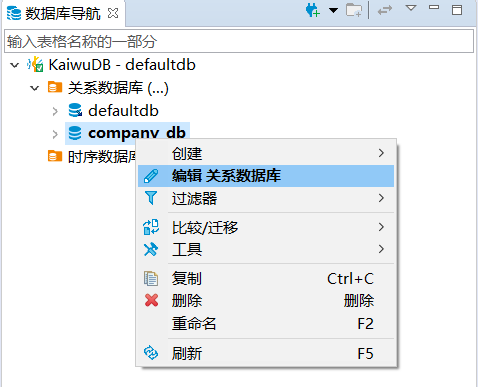 数据库导航
输入表格名称的一部分
KaiwuDB - defaultdb
关系数据库 (...)
defaultdb
company_db
时序数据库
创建
编辑 关系数据库
过滤器
比较/迁移
工具
复制 Ctrl+C
删除 删除
重命名 F2
刷新 F5